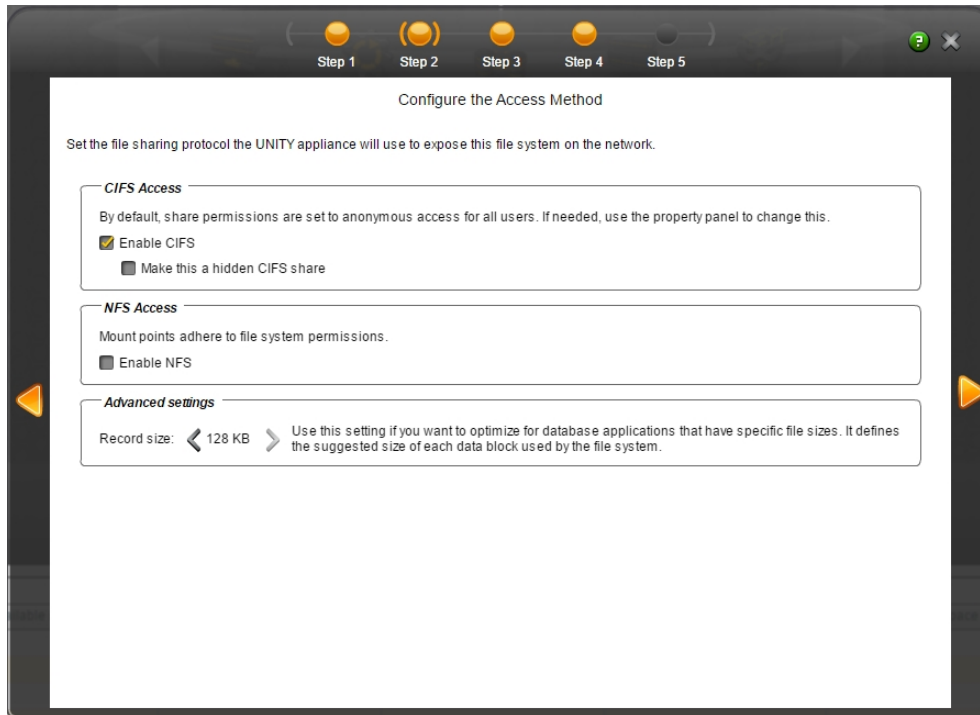 Step 1 Step 2 Step 3 Step 4 Step 5
?
Configure the Access Method
Set the file sharing protocol the UNITY appliance will use to expose this file system on the network.
CIFS Access
By default, share permissions are set to anonymous access for all users. If needed, use the property panel to change this.
Enable CIFS
Make this a hidden CIFS share
NFS Access
Mount points adhere to file system permissions.
Enable NFS
Advanced settings
Record size: 128 KB
Use this setting if you want to optimize for database applications that have specific file sizes. It defines
the suggested size of each data block used by the file system.